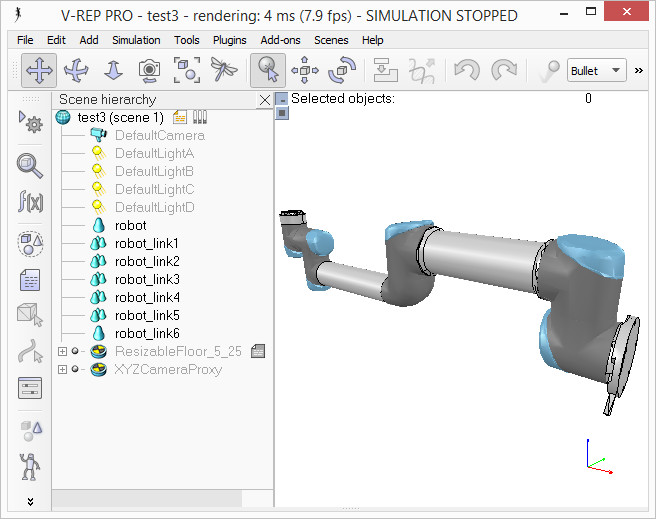 V-REP PRO - test3 - rendering: 4 ms (7.9 fps) - SIMULATION STOPPED
File Edit Add Simulation Tools Plugins Add-ons Scenes Help
Bullet
»
Scene hierarchy
Selected objects: 0
test3 (scene 1)
DefaultCamera
DefaultLightA
DefaultLightB
DefaultLightC
DefaultLightD
robot
robot_link1
robot_link2
robot_link3
robot_link4
robot_link5
robot_link6
ResizableFloor_5_25
XYZCameraProxy
f(x)